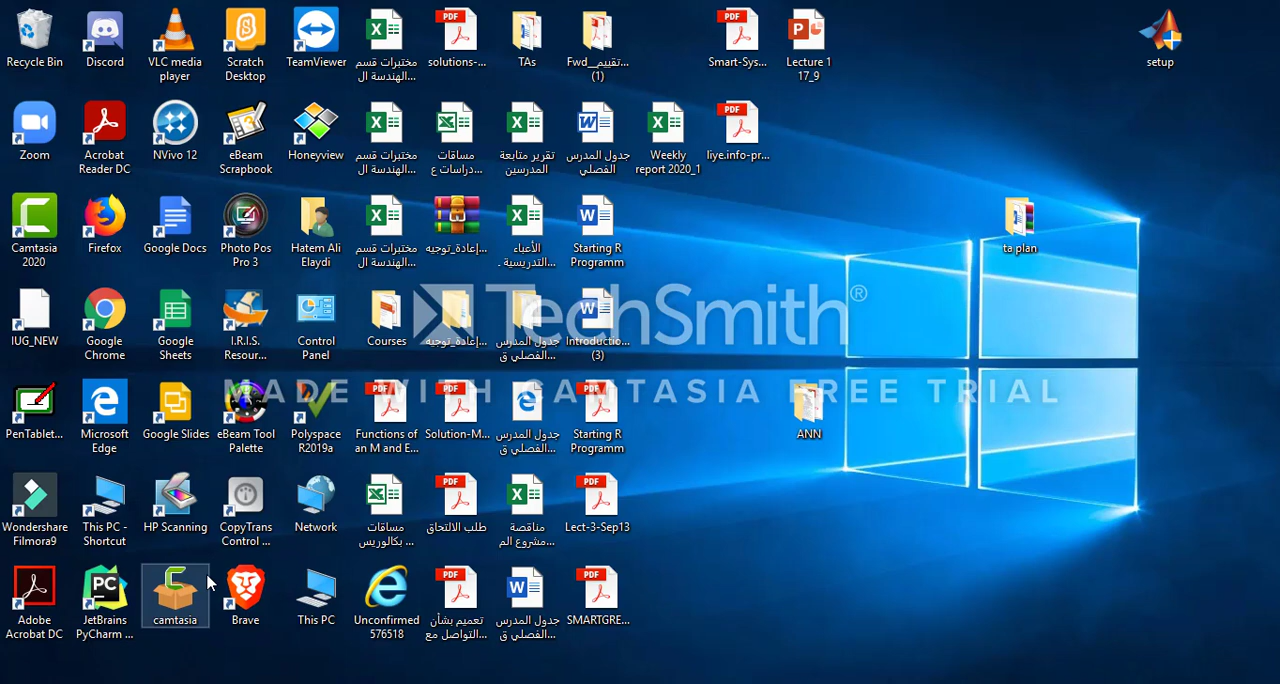 Recycle Bin
Discord
VLC media
player
Scratch
Desktop
TeamViewer
مختبرات قسم
الهندسة ال...
solutions-...
TAs
Fwd__تقييم...
(1)
Smart-Sys...
Lecture 1
17_9
setup
Zoom
Acrobat
Reader DC
NVivo 12
eBeam
Scrapbook
Honeyview
مختبرات قسم
الهندسة ال...
مساقات
دراسات ع...
تقرير متابعة
المدرسين
جدول المدرس
الفصلي
Weekly
report 2020_1
liye.info-pr...
Camtasia
2020
Firefox
Google Docs
Photo Pos
Pro 3
Hatem Ali
Elaydi
مختبرات قسم
الهندسة ال...
إعادة_توجيه...
الأعباء
التدريسية ـ...
Starting R
Programm
ta plan
IUG_NEW
Google
Chrome
Google
Sheets
I.R.I.S.
Resour...
Control
Panel
Courses
إعادة_توجيه...
جدول المدرس
الفصلي ق...
Introductio...
(3)
TechSmith®
MADE WITH CAMTASIA FREE TRIAL
PenTablet...
Microsoft
Edge
Google Slides
eBeam Tool
Palette
Polyspace
R2019a
Functions of
an M and E...
Solution-M...
جدول المدرس
الفصلي ق...
Starting R
Programm
ANN
Wondershare
Filmora9
This PC -
Shortcut
HP Scanning
CopyTrans
Control ...
Network
مساقات
بكالوريس ...
طلب الالتحاق
مناقصة
مشروع الم...
Lect-3-Sep13
Adobe
Acrobat DC
JetBrains
PyCharm ...
camtasia
Brave
This PC
Unconfirmed
576518
تعميم بشأن
التواصل مع...
جدول المدرس
الفصلي ق...
SMARTGRE...